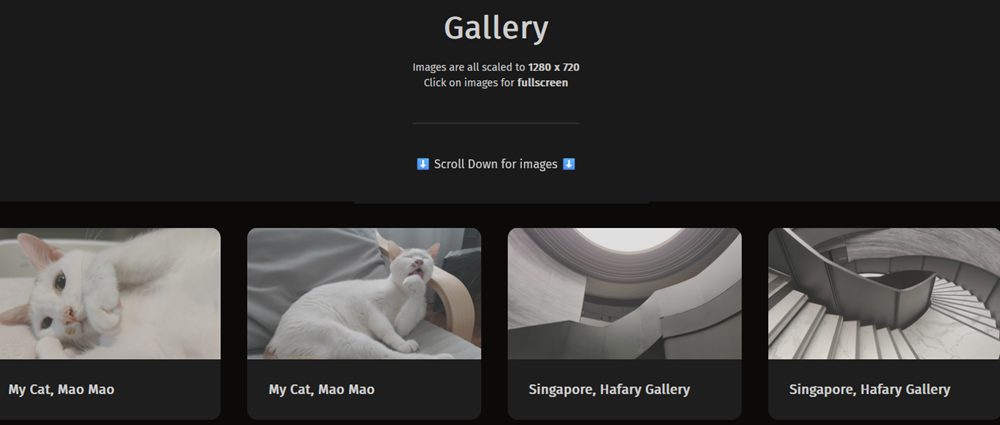 Gallery
Images are all scaled to 1280 x 720
Click on images for fullscreen
⬇️ Scroll Down for images ⬇️
My Cat, Mao Mao
My Cat, Mao Mao
Singapore, Hafary Gallery
Singapore, Hafary Gallery